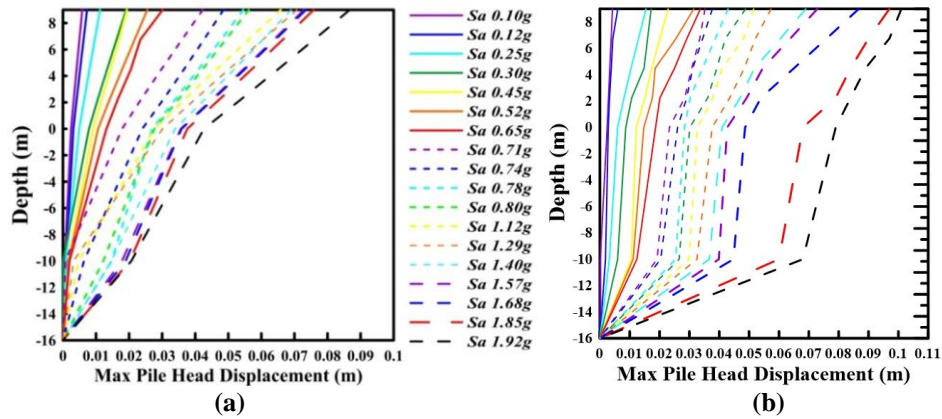 8
6
4
2
0
-2
-4
-6
-8
-10
-12
-14
-16
Depth (m)
0 0.01 0.02 0.03 0.04 0.05 0.06 0.07 0.08 0.09 0.1
Max Pile Head Displacement (m)
(a)
Sa 0.10g
Sa 0.12g
Sa 0.25g
Sa 0.30g
Sa 0.45g
Sa 0.52g
Sa 0.65g
Sa 0.71g
Sa 0.74g
Sa 0.78g
Sa 0.80g
Sa 1.12g
Sa 1.29g
Sa 1.40g
Sa 1.57g
Sa 1.68g
Sa 1.85g
Sa 1.92g
8
6
4
2
0
-2
-4
-6
-8
-10
-12
-14
-16
Depth (m)
0 0.01 0.02 0.03 0.04 0.05 0.06 0.07 0.08 0.09 0.1 0.11
Max Pile Head Displacement (m)
(b)